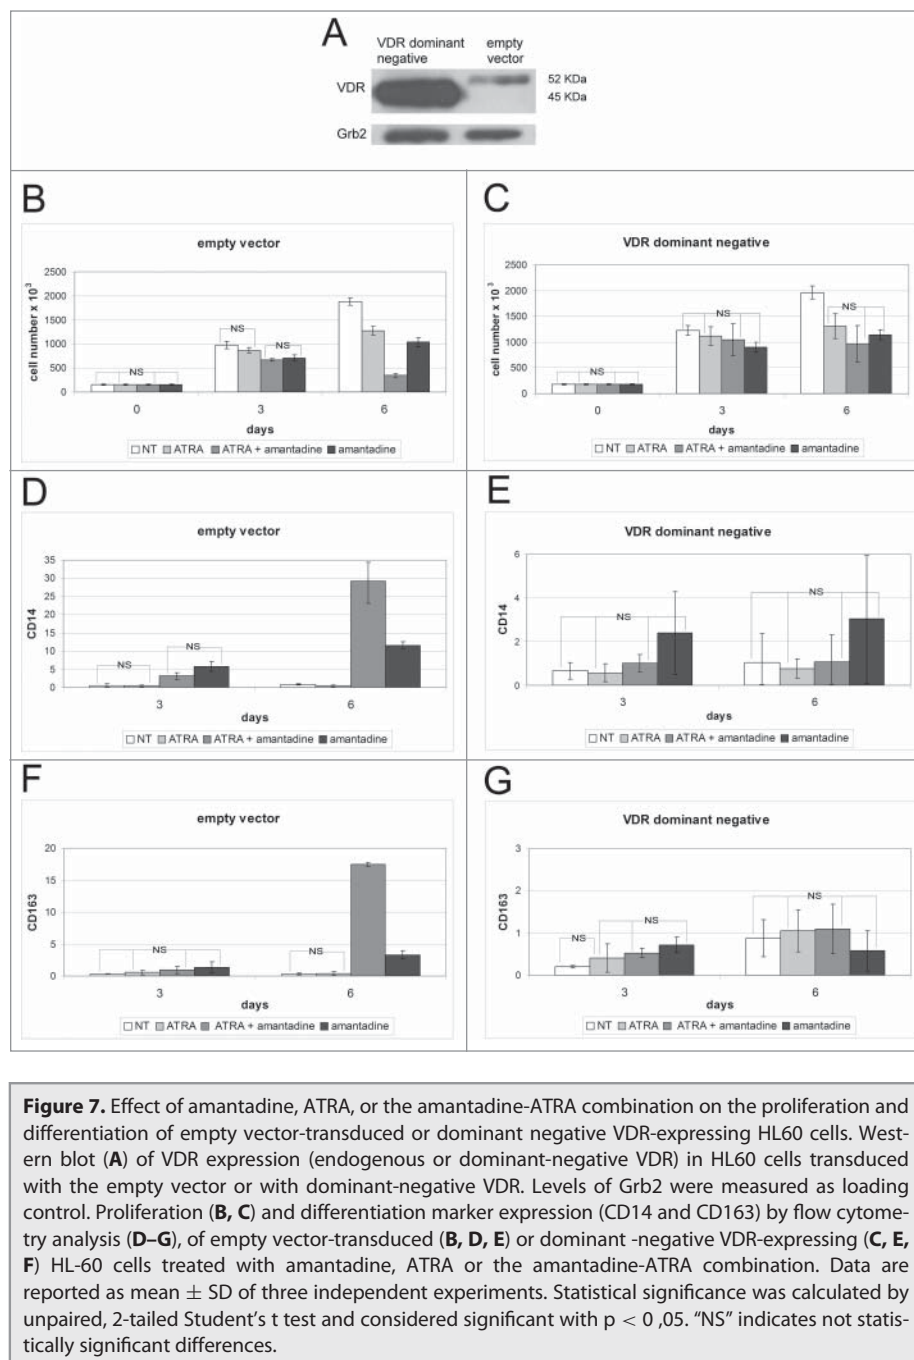 A
VDR dominant negative
empty vector
VDR
52 KDa
45 KDa
Grb2
B
empty vector
cell number x 10 3
2500
2000
1500
1000
500
0
NS
NS
NS
0
3
6
days
NT ATRA ATRA + amantadine amantadine
C
VDR dominant negative
cell number x 10 3
2500
2000
1500
1000
500
0
NS
NS
NS
0
3
6
days
NT ATRA ATRA + amantadine amantadine
D
empty vector
CD14
35
30
25
20
15
10
5
0
NS
NS
3
6
days
NT ATRA ATRA + amantadine amantadine
E
VDR dominant negative
CD14
6
4
2
0
NS
NS
3
6
days
NT ATRA ATRA + amantadine amantadine
F
empty vector
CD163
20
15
10
5
0
NS
NS
3
6
days
NT ATRA ATRA + amantadine amantadine
G
VDR dominant negative
CD163
3
2
1
0
NS
NS
NS
3
6
days
NT ATRA ATRA + amantadine amantadine
Figure 7. Effect of amantadine, ATRA, or the amantadine-ATRA combination on the proliferation and
differentiation of empty vector-transduced or dominant negative VDR-expressing HL60 cells. West-
ern blot (A) of VDR expression (endogenous or dominant-negative VDR) in HL60 cells transduced
with the empty vector or with dominant-negative VDR. Levels of Grb2 were measured as loading
control. Proliferation (B, C) and differentiation marker expression (CD14 and CD163) by flow cytome-
try analysis (D–G), of empty vector-transduced (B, D, E) or dominant -negative VDR-expressing (C, E,
F) HL-60 cells treated with amantadine, ATRA or the amantadine-ATRA combination. Data are
reported as mean ± SD of three independent experiments. Statistical significance was calculated by
unpaired, 2-tailed Student's t test and considered significant with p < 0 ,05. "NS" indicates not statis-
tically significant differences.